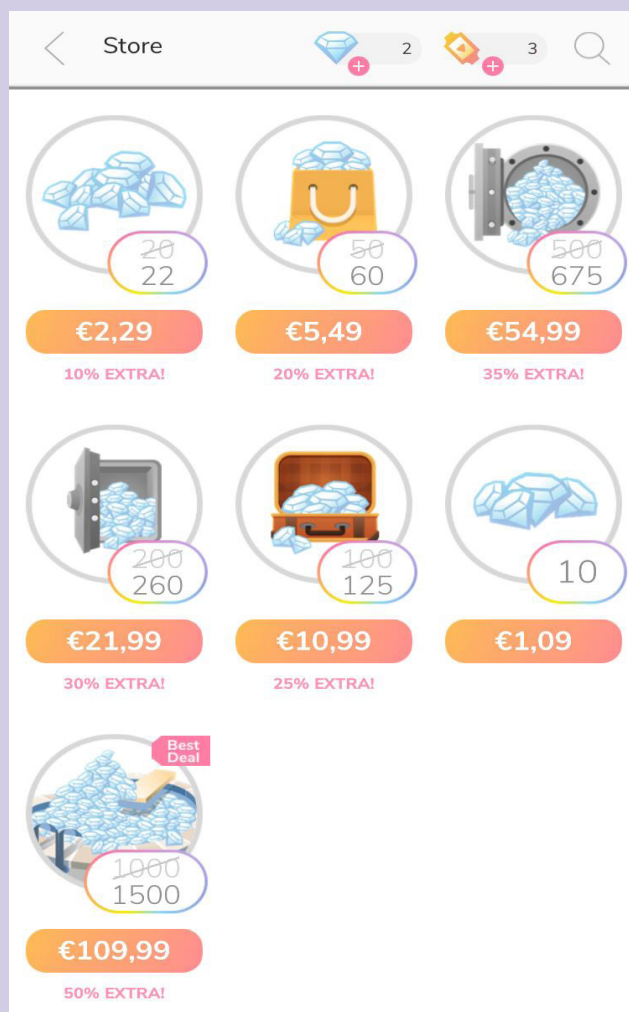 Store
2
3
20
22
50
60
500
675
€2,29
€5,49
€54,99
10% EXTRA!
20% EXTRA!
35% EXTRA!
200
260
100
125
10
€21,99
€10,99
€1,09
30% EXTRA!
25% EXTRA!
Best
Deal
1000
1500
€109,99
50% EXTRA!